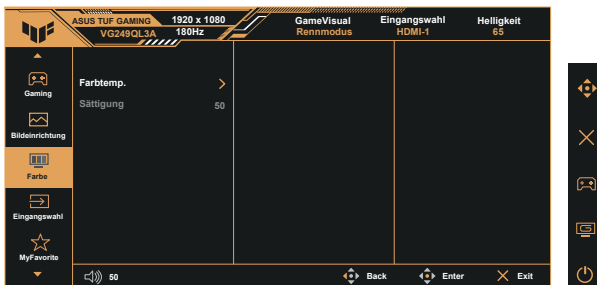 ASUS TUF GAMING 1920 x 1080 GameVisual Eingangswahl Helligkeit
VG249QL3A 180Hz Rennmodus HDMI-1 65
Gaming
Bildeinrichtung
Farbe
Eingangswahl
MyFavorite
Farbtemp.
Sättigung 50
50 Back Enter Exit